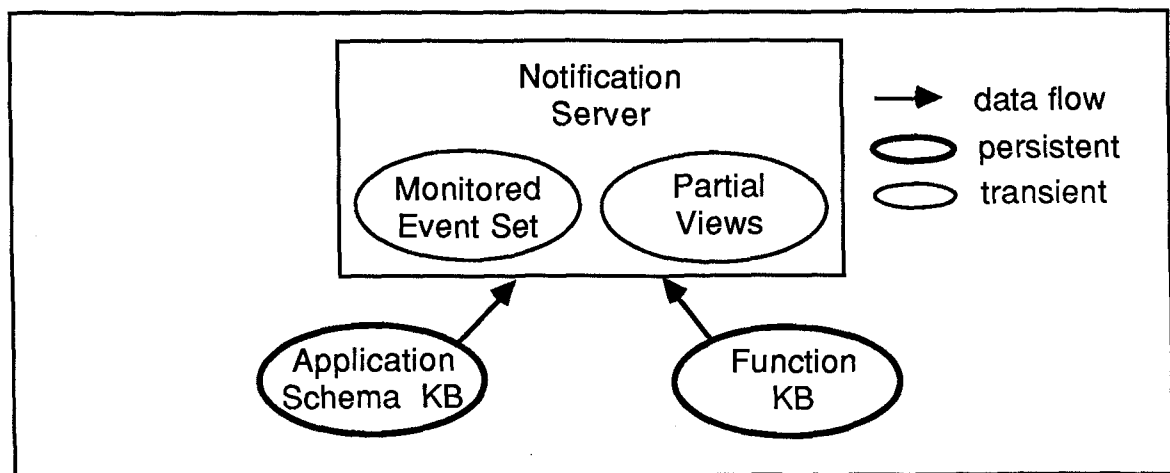 Notification
Server
Monitored
Event Set
Partial
Views
data flow
persistent
transient
Application
Schema KB
Function
KB